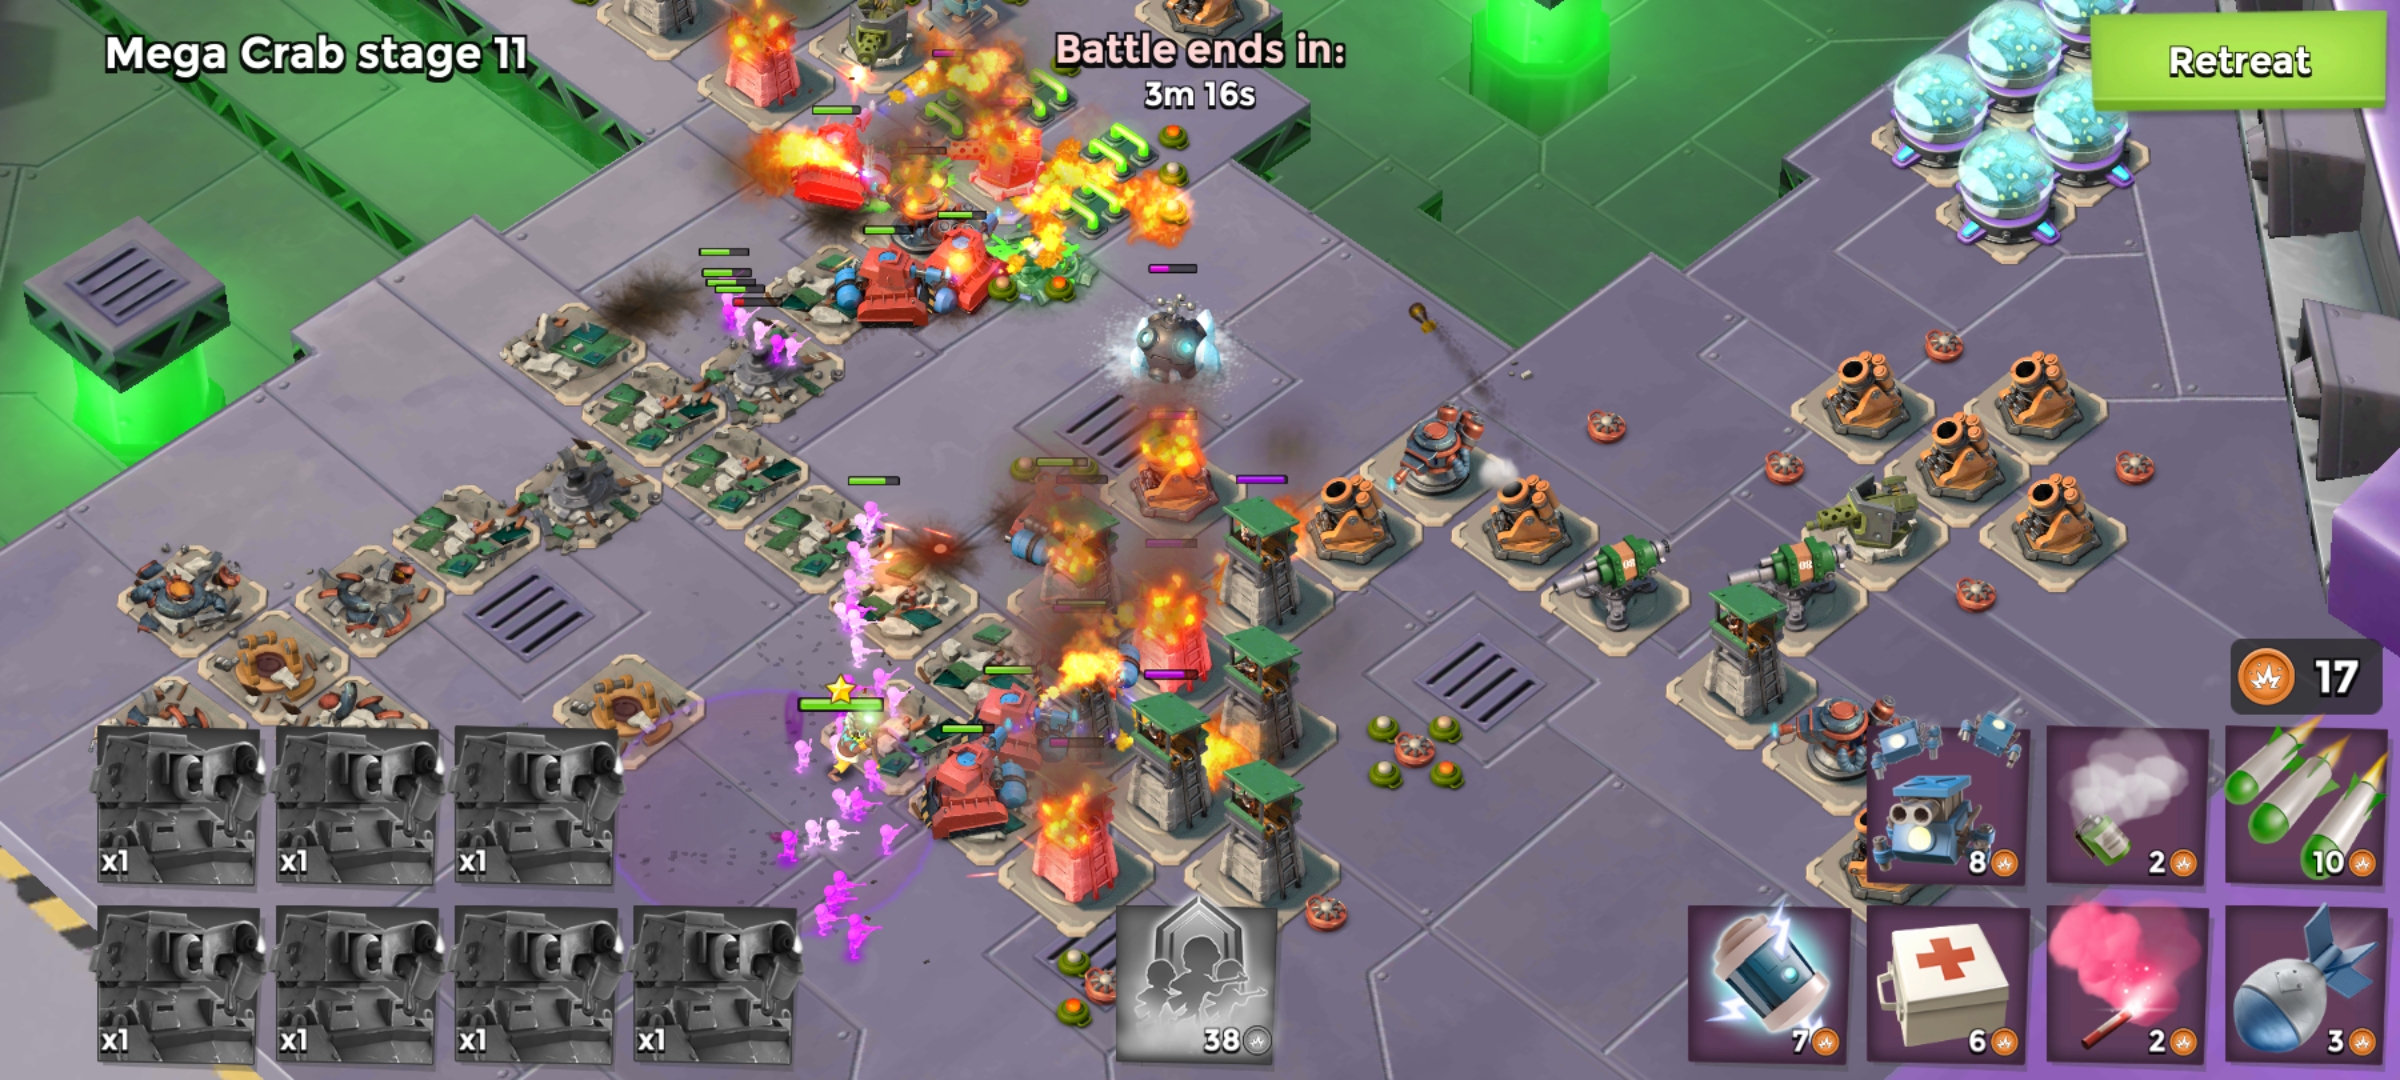 Mega Crab stage 11
Battle ends in:
3m 16s
Retreat
17
x1
x1
x1
8
2
10
x1
x1
x1
x1
38
7
6
2
3